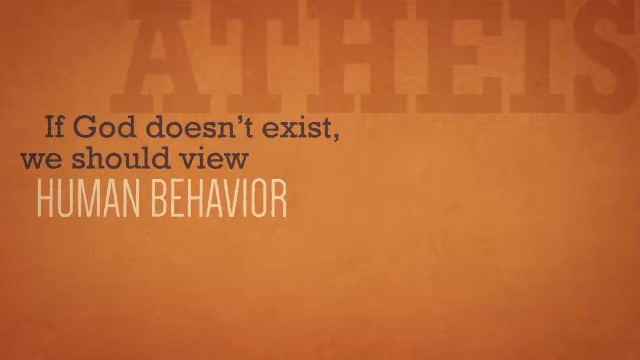 ATHEIS
If God doesn't exist,
we should view
HUMAN BEHAVIOR